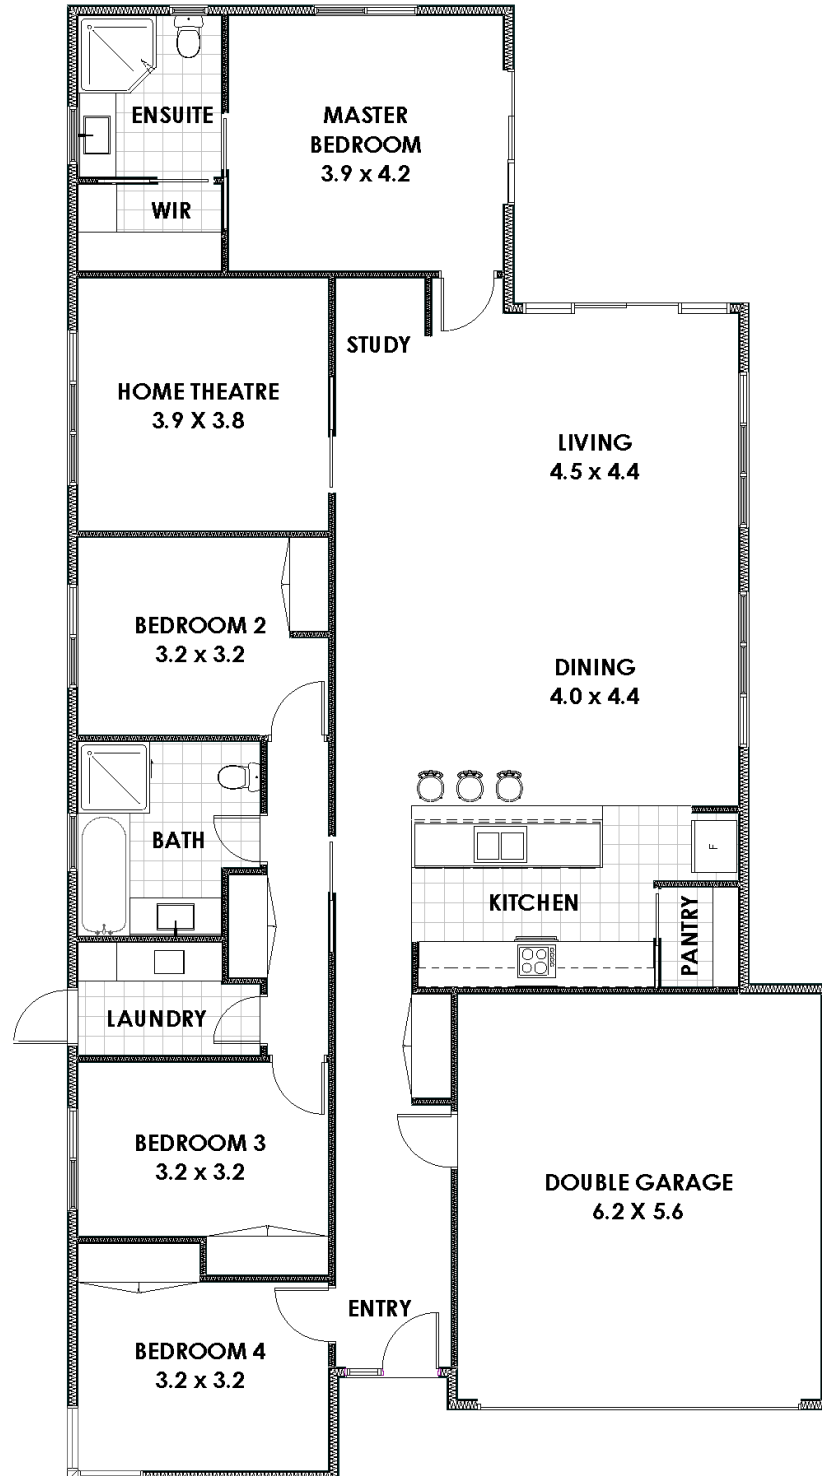 ENSUITE
MASTER
BEDROOM
3.9 x 4.2
WIR
STUDY
HOME THEATRE
3.9 X 3.8
LIVING
4.5 x 4.4
BEDROOM 2
3.2 x 3.2
DINING
4.0 x 4.4
BATH
F
KITCHEN
PANTRY
LAUNDRY
BEDROOM 3
3.2 x 3.2
DOUBLE GARAGE
6.2 X 5.6
ENTRY
BEDROOM 4
3.2 x 3.2